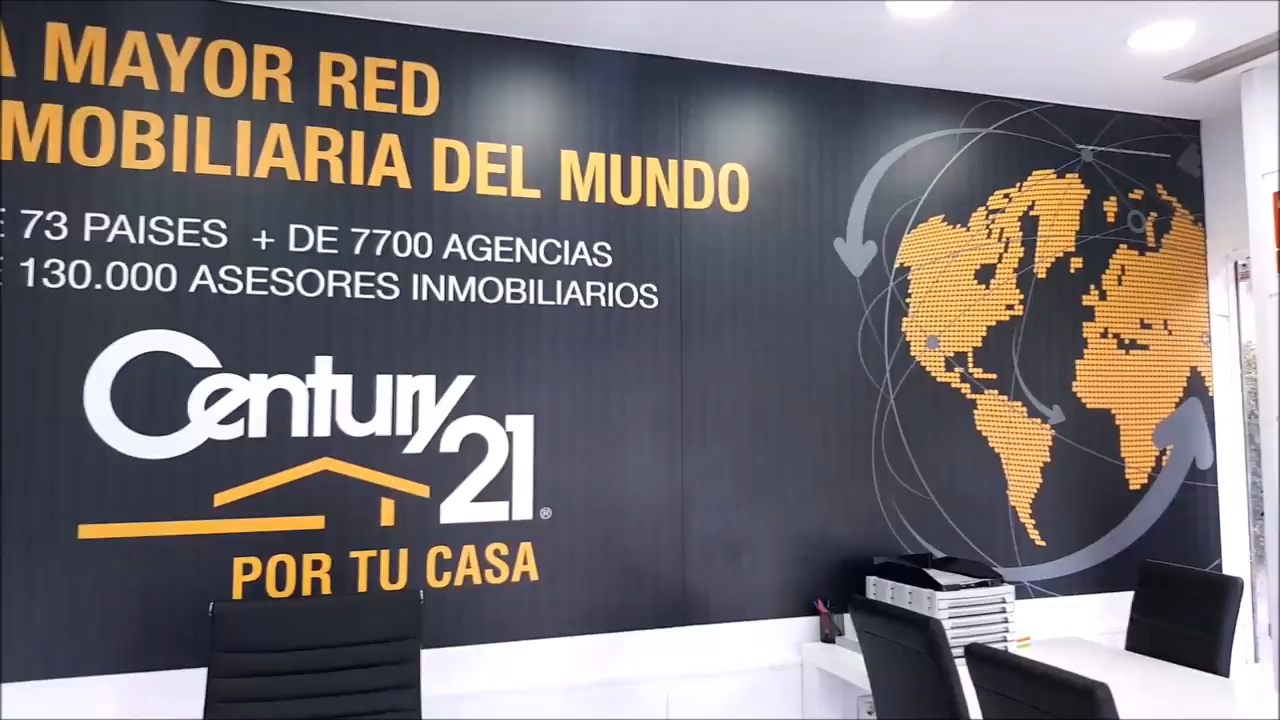 MAYOR RED
MOBILIARIA DEL MUNDO
73 PAISES + DE 7700 AGENCIAS
130.000 ASESORES INMOBILIARIOS
Century 21®
POR TU CASA